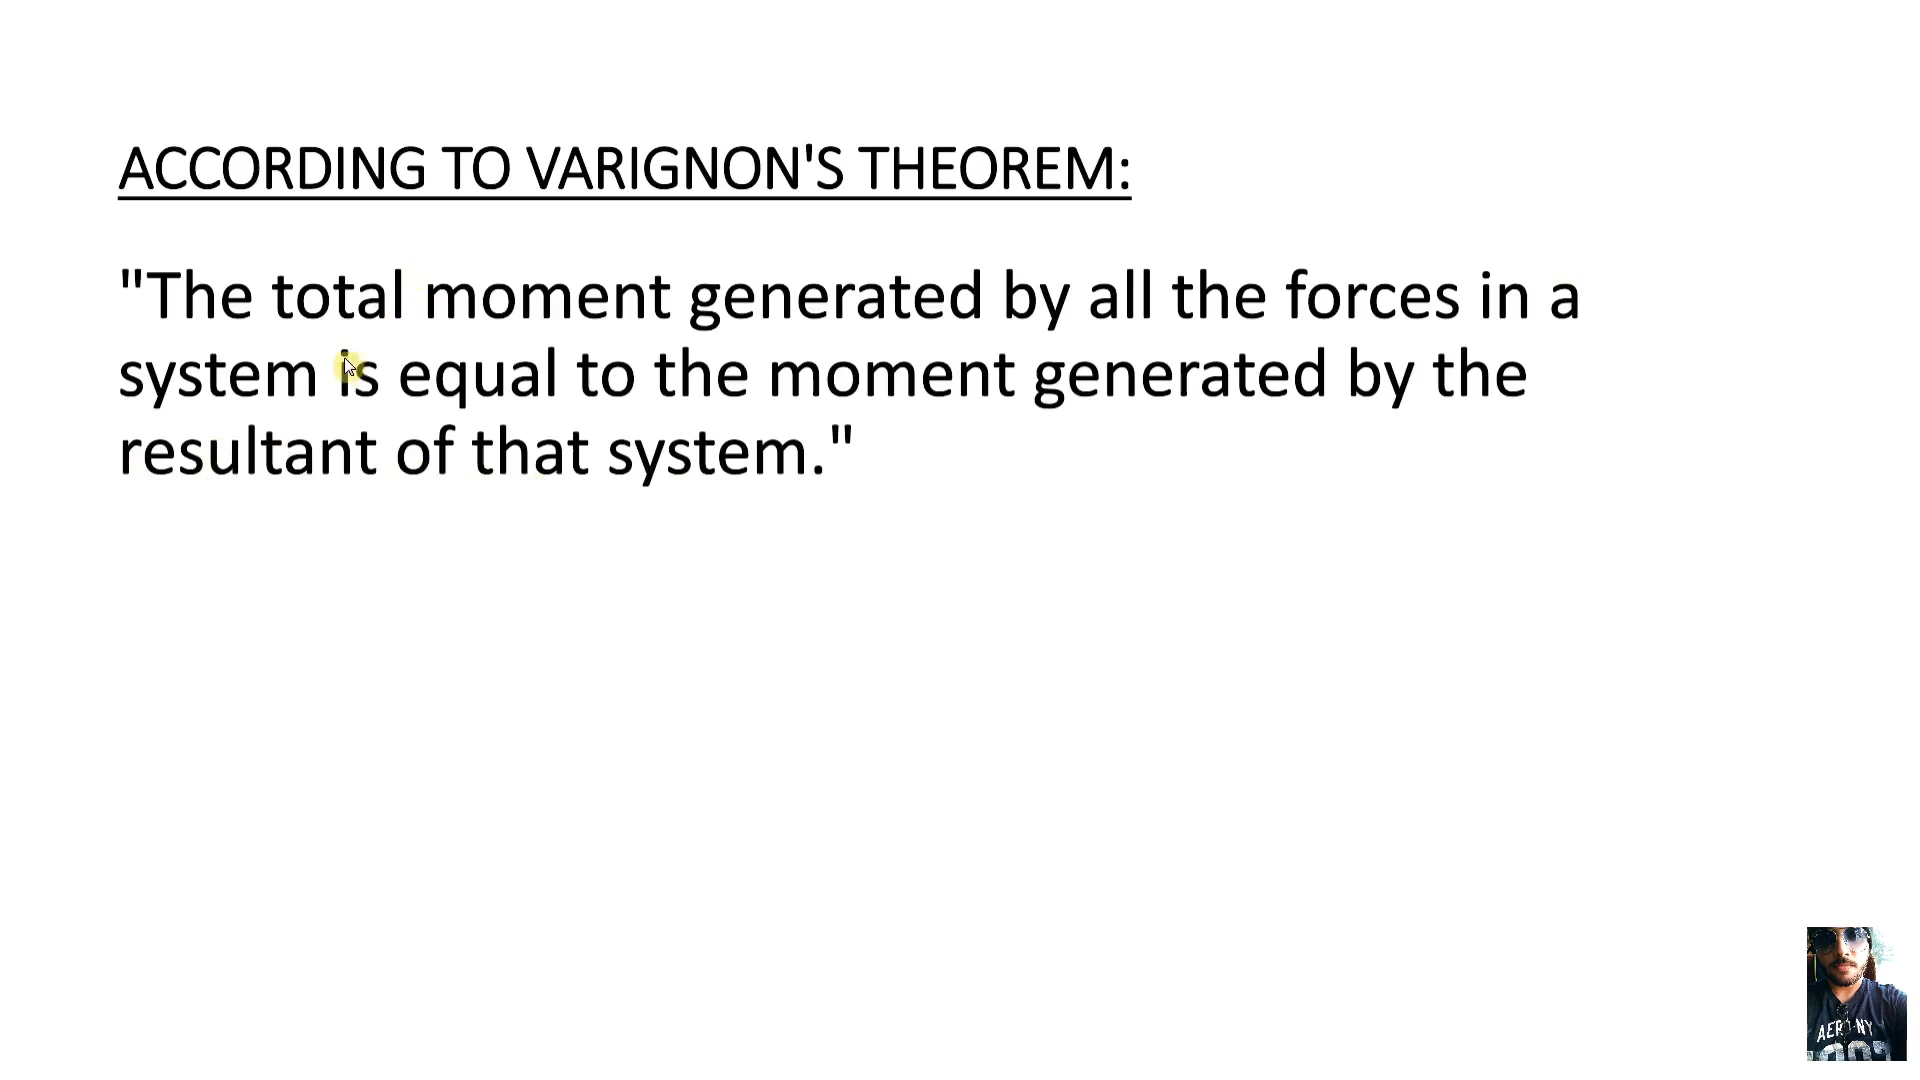 ACCORDING TO VARIGNON'S THEOREM:
"The total moment generated by all the forces in a
system is equal to the moment generated by the
resultant of that system."